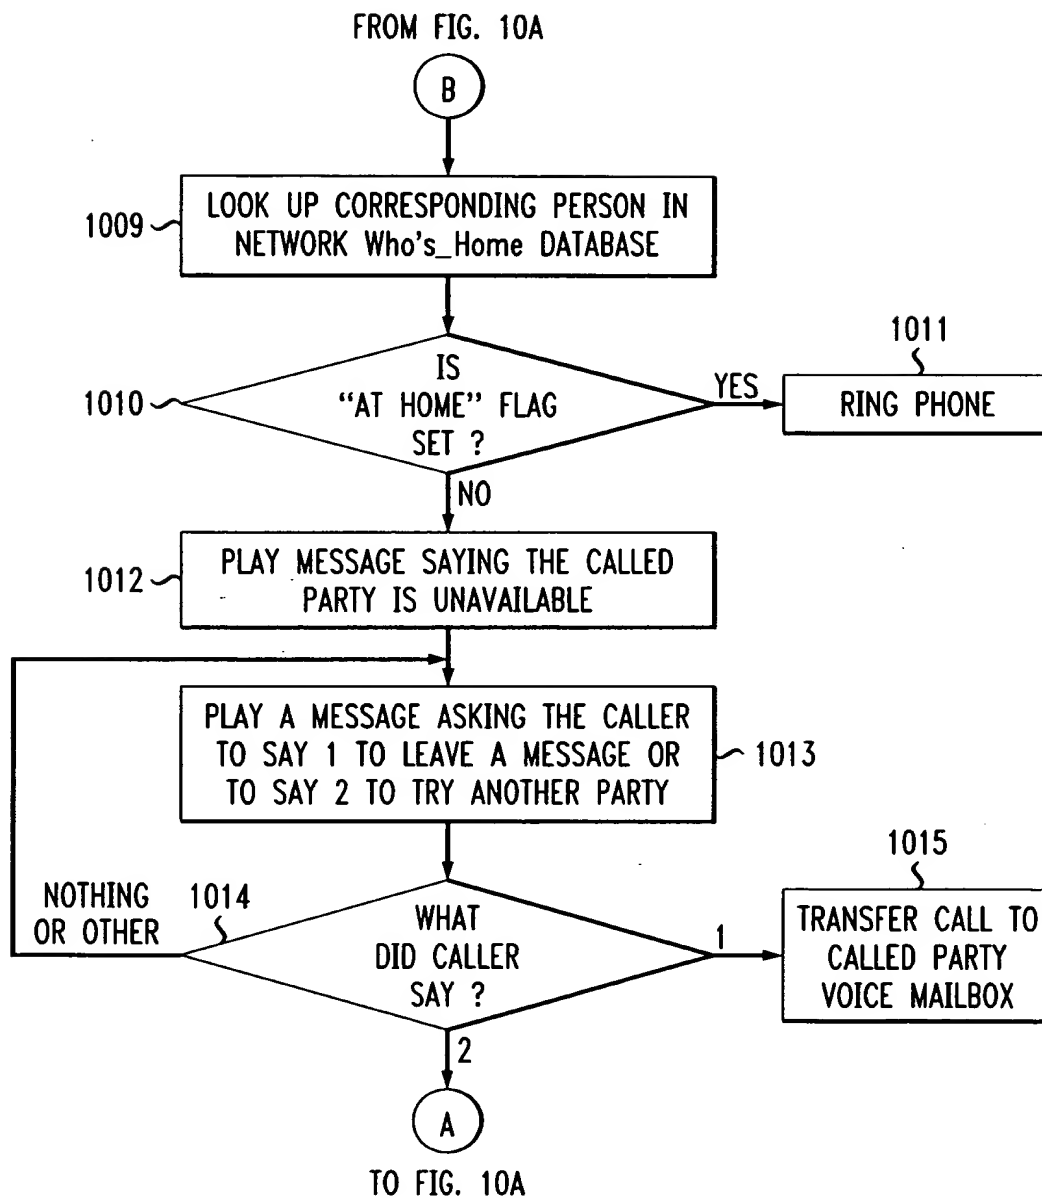 FROM FIG. 10A
B
1009
LOOK UP CORRESPONDING PERSON IN
NETWORK Who's_Home DATABASE
1010
IS
“AT HOME” FLAG
SET ?
YES
1011
RING PHONE
NO
1012
PLAY MESSAGE SAYING THE CALLED
PARTY IS UNAVAILABLE
PLAY A MESSAGE ASKING THE CALLER
TO SAY 1 TO LEAVE A MESSAGE OR
TO SAY 2 TO TRY ANOTHER PARTY
1013
NOTHING
OR OTHER
1014
WHAT
DID CALLER
SAY ?
1
1015
TRANSFER CALL TO
CALLED PARTY
VOICE MAILBOX
2
A
TO FIG. 10A